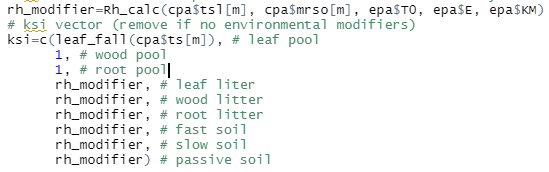 rh_modifier=Rh_calc(cpa$tsl[m], cpa$mrso[m], epa$T0, epa$E, epa$KM)
# ksi vector (remove if no environmental modifiers)
ksi=c(leaf_fall(cpa$ts[m]), # leaf pool
1, # wood pool
1, # root pool
rh_modifier, # leaf liter
rh_modifier, # wood litter
rh_modifier, # root litter
rh_modifier, # fast soil
rh_modifier, # slow soil
rh_modifier) # passive soil